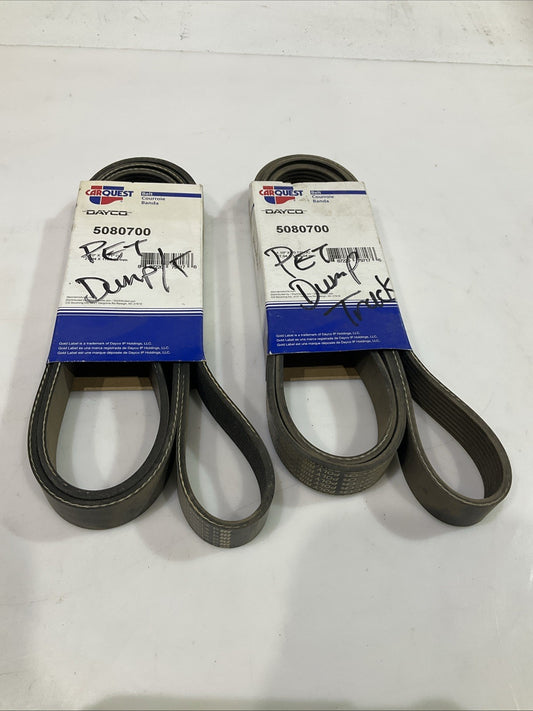 CARQUEST
Belt
Courroie
Banda
DAYCO
5080700
PET
Dump/T
Gold Label is a trademark of Dayco IP Holdings, LLC.
Gold Label es una marca registrada de Dayco IP Holdings, LLC.
Gold Label est une marque déposée de Dayco IP Holdings, LLC.
CARQUEST
Belt
Courroie
Banda
DAYCO
5080700
PET
Dump
Truck
Gold Label is a trademark of Dayco IP Holdings, LLC.
Gold Label es una marca registrada de Dayco IP Holdings, LLC.
Gold Label est une marque déposée de Dayco IP Holdings, LLC.